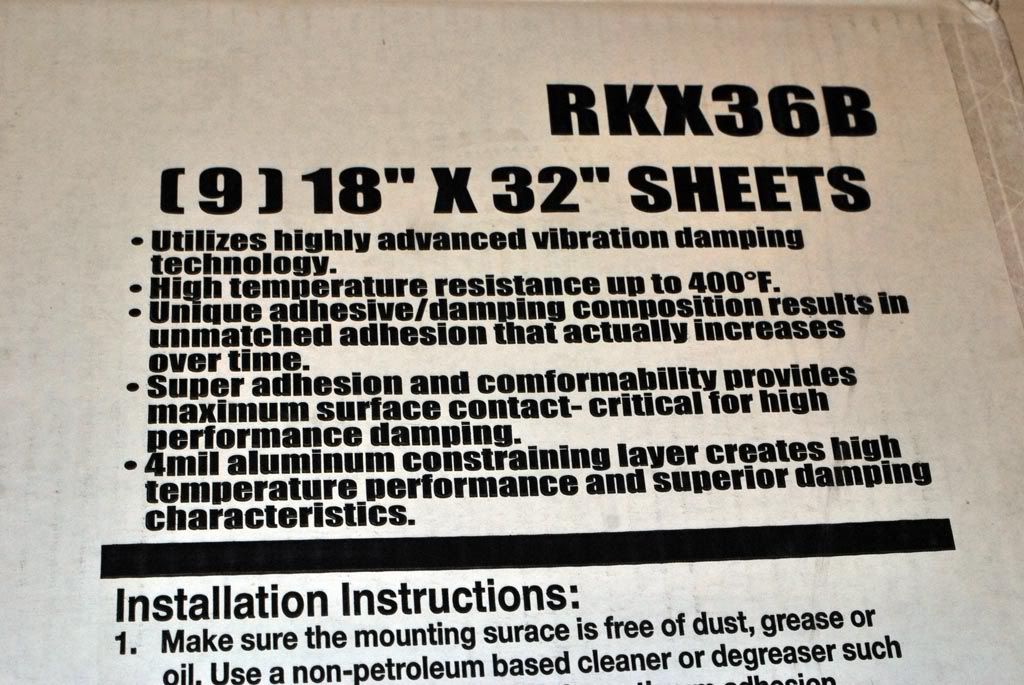 RKX36B
(9) 18" X 32" SHEETS
• Utilizes highly advanced vibration damping
technology.
• High temperature resistance up to 400°F.
• Unique adhesive/damping composition results in
unmatched adhesion that actually increases
over time.
• Super adhesion and comformability provides
maximum surface contact- critical for high
performance damping.
• 4mil aluminum constraining layer creates high
temperature performance and superior damping
characteristics.
Installation Instructions:
1. Make sure the mounting surace is free of dust, grease or
oil. Use a non-petroleum based cleaner or degreaser such
adhesion